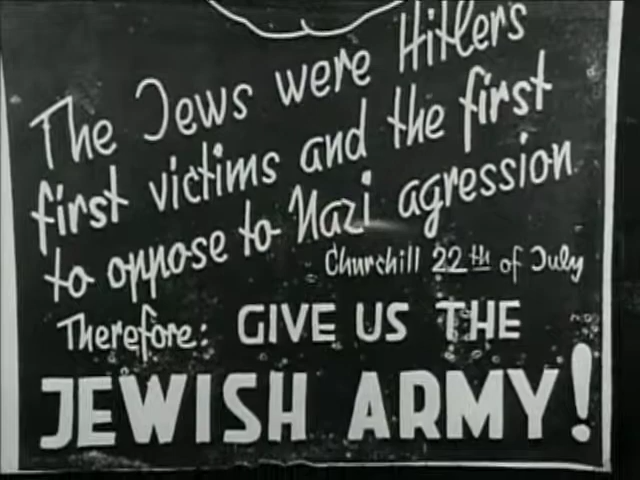 The Jews were Hitlers
first victims and the first
to oppose to Nazi agression
Churchill 22th of July
Therefore: GIVE US THE
JEWISH ARMY!